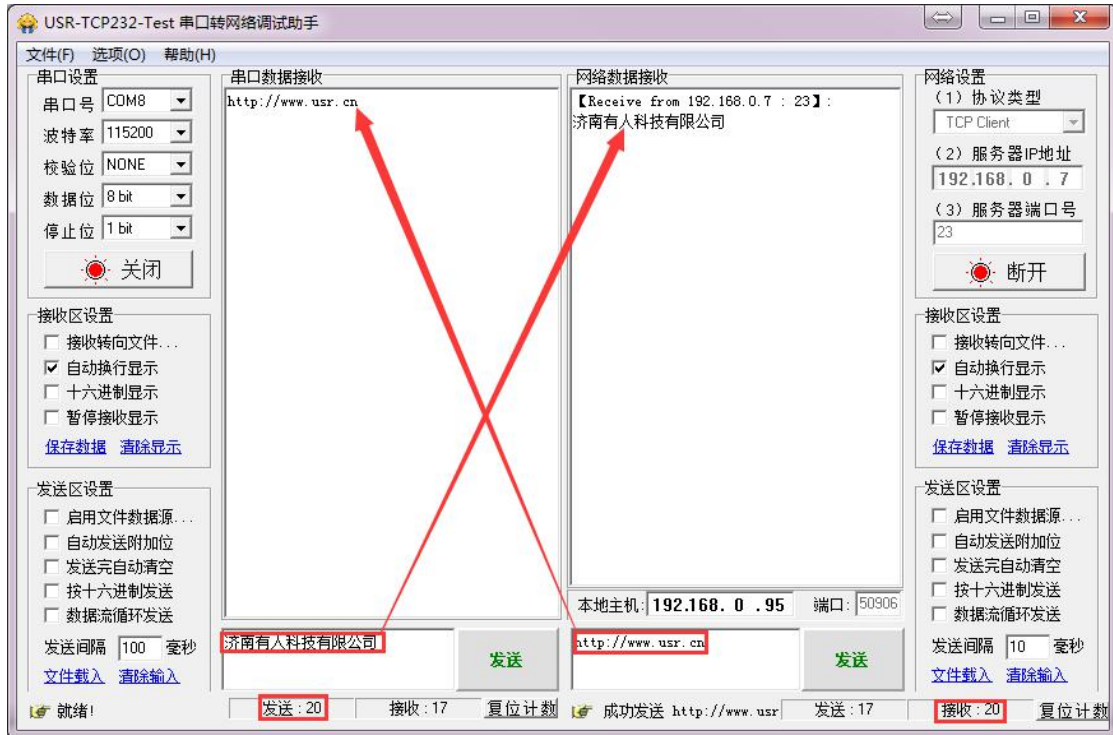 USR-TCP232-Test 串口转网络调试助手
文件(F) 选项(O) 帮助(H)
串口设置
串口号 COM8
波特率 115200
校验位 NONE
数据位 8 bit
停止位 1 bit
关闭
接收区设置
接收转向文件...
自动换行显示
十六进制显示
暂停接收显示
保存数据 清除显示
发送区设置
启用文件数据源...
自动发送附加位
发送完自动清空
按十六进制发送
数据流循环发送
发送间隔 100 毫秒
文件载入 清除输入
串口数据接收
http://www.usr.cn
济南有人科技有限公司
发送
网络数据接收
【Receive from 192.168.0.7 : 23】:
济南有人科技有限公司
本地主机: 192.168. 0 .95 端口: 50906
http://www.usr.cn
发送
网络设置
(1) 协议类型
TCP Client
(2) 服务器IP地址
192.168. 0 . 7
(3) 服务器端口号
23
断开
接收区设置
接收转向文件...
自动换行显示
十六进制显示
暂停接收显示
保存数据 清除显示
发送区设置
启用文件数据源...
自动发送附加位
发送完自动清空
按十六进制发送
数据流循环发送
发送间隔 10 毫秒
文件载入 清除输入
就绪! 发送:20 接收:17 复位计数 成功发送 http://www.usr 发送:17 接收:20 复位计数